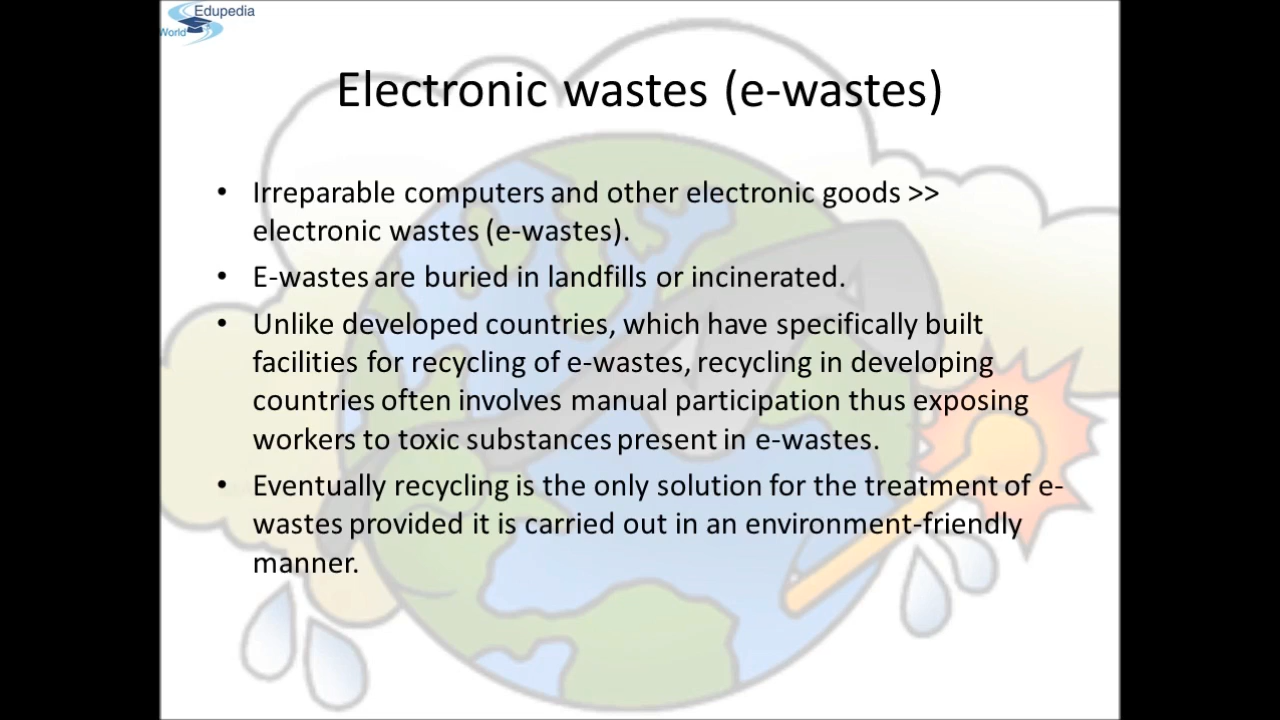 Edupedia
World
Electronic wastes (e-wastes)
• Irreparable computers and other electronic goods >>
electronic wastes (e-wastes).
• E-wastes are buried in landfills or incinerated.
• Unlike developed countries, which have specifically built
facilities for recycling of e-wastes, recycling in developing
countries often involves manual participation thus exposing
workers to toxic substances present in e-wastes.
• Eventually recycling is the only solution for the treatment of e-
wastes provided it is carried out in an environment-friendly
manner.